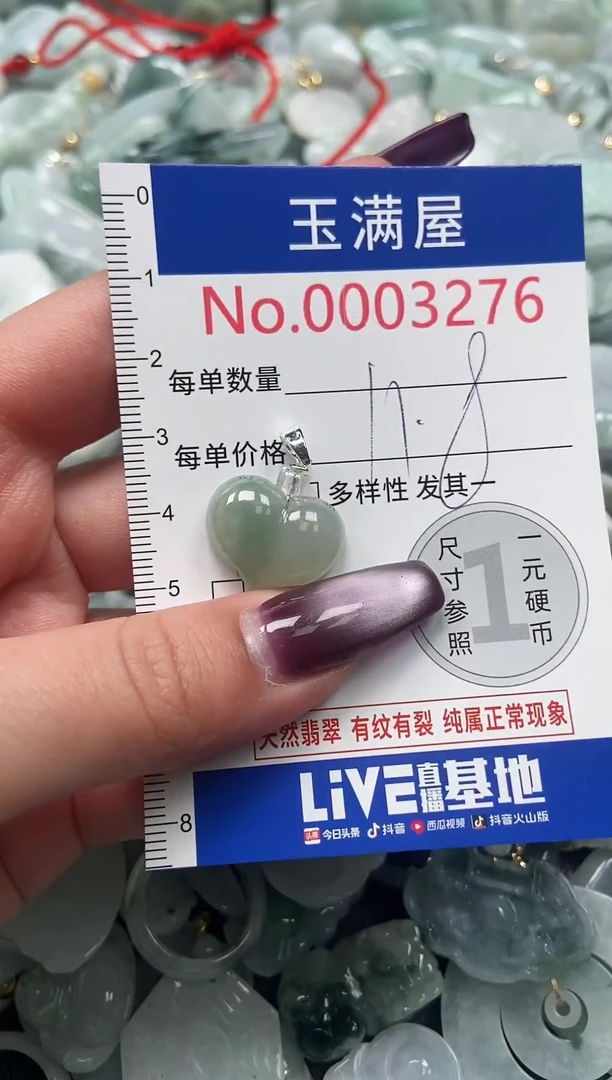 0
玉满屋
1
No.0003276
2
每单数量
3
每单价格
多样性 发其一
4
尺寸参照
1
一元硬币
5
天然翡翠 有纹有裂 纯属正常现象
LiVE直播基地
8
头条 今日头条 抖音 西瓜视频 抖音火山版